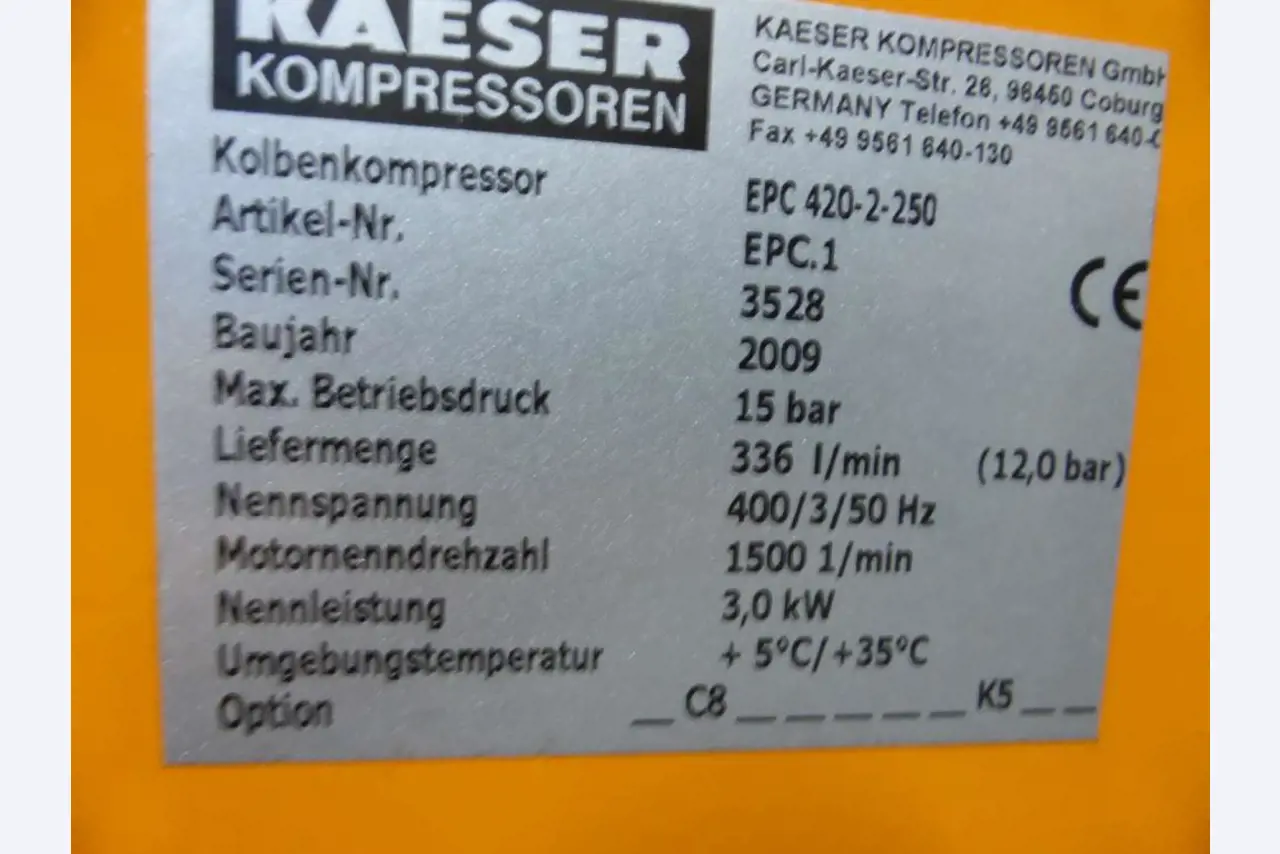 KAESER
KOMPRESSOREN
KAESER KOMPRESSOREN GmbH
Carl-Kaeser-Str. 26, 96450 Coburg
GERMANY Telefon +49 9561 640-0
Fax +49 9561 640-130
Kolbenkompressor EPC 420-2-250
Artikel-Nr. EPC.1
Serien-Nr. 3528
Baujahr 2009
Max. Betriebsdruck 15 bar
Liefermenge 336 l/min (12,0 bar)
Nennspannung 400/3/50 Hz
Motornenndrehzahl 1500 1/min
Nennleistung 3,0 kW
Umgebungstemperatur + 5°C/+35°C
Option _ C8 _ _ _ _ _ K5 _ _
CE